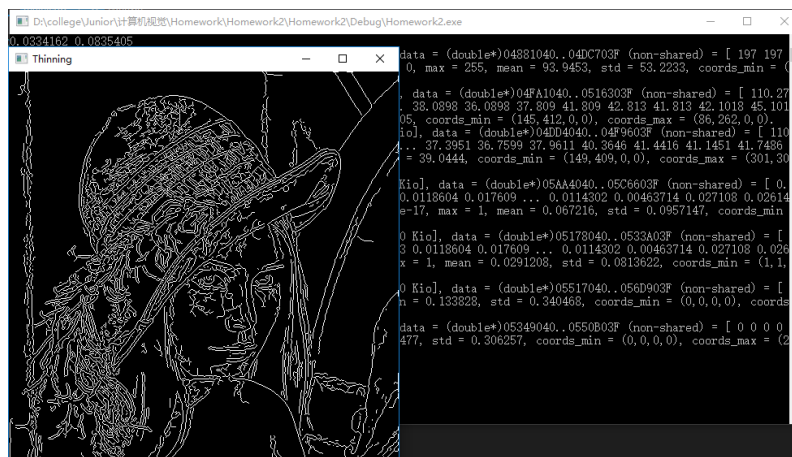 D:\college\Junior\计算机视觉\Homework\Homework2\Homework2\Debug\Homework2.exe
0.0334162 0.0835405
Thinning
data = (double*)04881040..04DC703F (non-shared) = [ 197 197
0, max = 255, mean = 93.9453, std = 53.2233, coords_min = (
, data = (double*)04FA1040..0516303F (non-shared) = [ 110.27
, 38.0898 36.0898 37.809 41.809 42.813 41.813 42.1018 45.101
05, coords_min = (145,412,0,0), coords_max = (86,262,0,0).
io], data = (double*)04DD4040..04F9603F (non-shared) = [ 110
... 37.3951 36.7599 37.9611 40.3646 41.4416 41.1451 41.7486
= 39.0444, coords_min = (149,409,0,0), coords_max = (301,30
Kio], data = (double*)05AA4040..05C6603F (non-shared) = [ 0.
0.0118604 0.017609 ... 0.0114302 0.00463714 0.027108 0.02614
e-17, max = 1, mean = 0.067216, std = 0.0957147, coords_min
0 Kio], data = (double*)05178040..0533A03F (non-shared) = [
3 0.0118604 0.017609 ... 0.0114302 0.00463714 0.027108 0.026
x = 1, mean = 0.0291208, std = 0.0813622, coords_min = (1,1,
0 Kio], data = (double*)05517040..056D903F (non-shared) = [
n = 0.133828, std = 0.340468, coords_min = (0,0,0,0), coords
data = (double*)05349040..0550B03F (non-shared) = [ 0 0 0 0
477, std = 0.306257, coords_min = (0,0,0,0), coords_max = (2